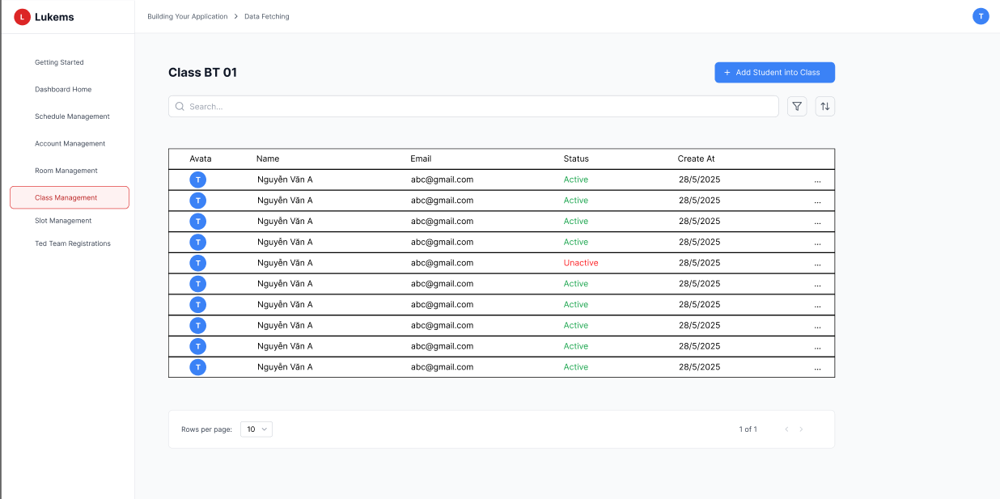 L Lukems
Building Your Application > Data Fetching
T
Getting Started
Dashboard Home
Schedule Management
Account Management
Room Management
Class Management
Slot Management
Ted Team Registrations
Class BT 01
+ Add Student into Class
Search...
Avata Name Email Status Create At
T Nguyễn Văn A abc@gmail.com Active 28/5/2025 ...
T Nguyễn Văn A abc@gmail.com Active 28/5/2025 ...
T Nguyễn Văn A abc@gmail.com Active 28/5/2025 ...
T Nguyễn Văn A abc@gmail.com Active 28/5/2025 ...
T Nguyễn Văn A abc@gmail.com Unactive 28/5/2025 ...
T Nguyễn Văn A abc@gmail.com Active 28/5/2025 ...
T Nguyễn Văn A abc@gmail.com Active 28/5/2025 ...
T Nguyễn Văn A abc@gmail.com Active 28/5/2025 ...
T Nguyễn Văn A abc@gmail.com Active 28/5/2025 ...
T Nguyễn Văn A abc@gmail.com Active 28/5/2025 ...
Rows per page: 10 1 of 1 < >